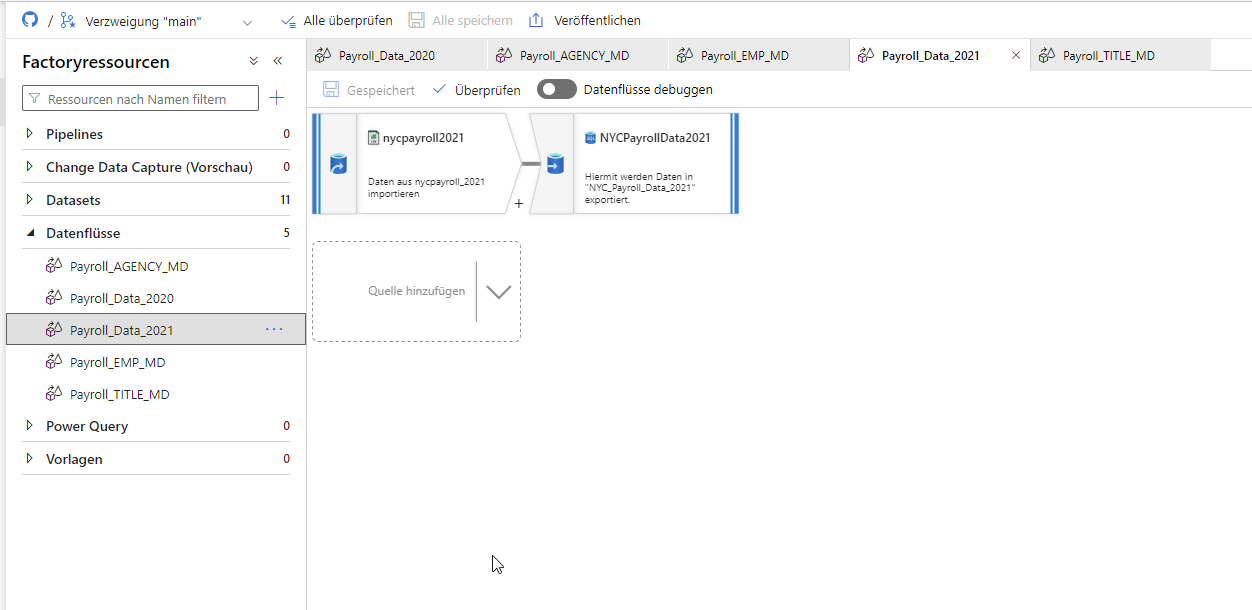 / Verzweigung "main" Alle überprüfen Alle speichern Veröffentlichen
Factoryressourcen
Ressourcen nach Namen filtern
Pipelines 0
Change Data Capture (Vorschau) 0
Datasets 11
Datenflüsse 5
Payroll_AGENCY_MD
Payroll_Data_2020
Payroll_Data_2021 ...
Payroll_EMP_MD
Payroll_TITLE_MD
Power Query 0
Vorlagen 0
Payroll_Data_2020 Payroll_AGENCY_MD Payroll_EMP_MD Payroll_Data_2021 Payroll_TITLE_MD
Gespeichert Überprüfen Datenflüsse debuggen
nycpayroll2021
Daten aus nycpayroll_2021
importieren
+
NYCPayrollData2021
Hiermit werden Daten in
"NYC_Payroll_Data_2021"
exportiert.
Quelle hinzufügen